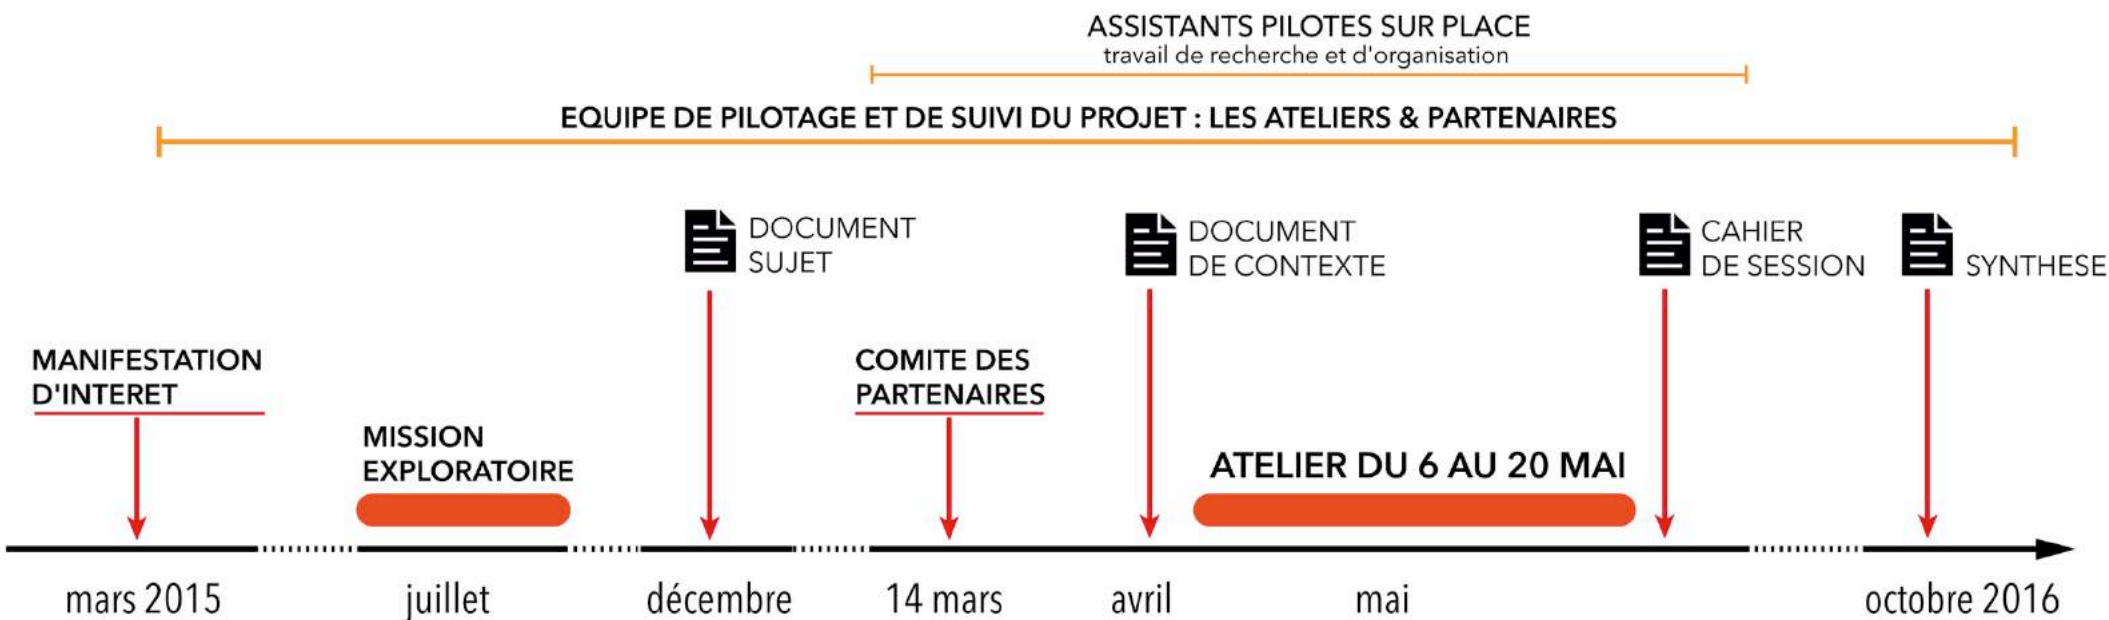 ASSISTANTS PILOTES SUR PLACE
travail de recherche et d'organisation
EQUIPE DE PILOTAGE ET DE SUIVI DU PROJET : LES ATELIERS & PARTENAIRES
DOCUMENT
SUJET
DOCUMENT
DE CONTEXTE
CAHIER
DE SESSION
SYNTHESE
MANIFESTATION
D'INTERET
MISSION
EXPLORATOIRE
COMITE DES
PARTENAIRES
ATELIER DU 6 AU 20 MAI
mars 2015
juillet
décembre
14 mars
avril
mai
octobre 2016